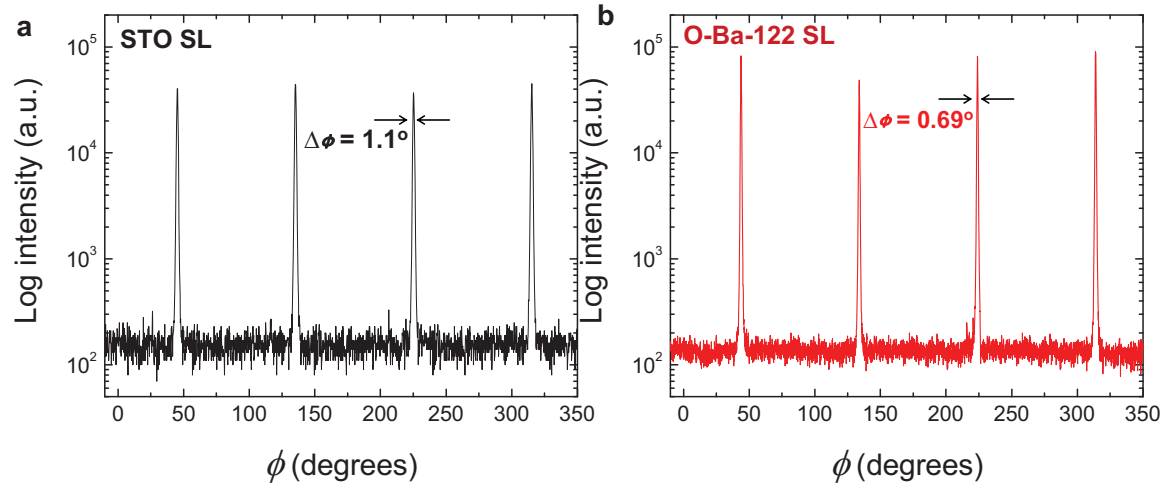 a
STO SL
Log intensity (a.u.)
10⁵
10⁴
10³
10²
Δϕ = 1.1°
0 50 100 150 200 250 300 350
ϕ (degrees)
b
O-Ba-122 SL
Log intensity (a.u.)
10⁵
10⁴
10³
10²
Δϕ = 0.69°
0 50 100 150 200 250 300 350
ϕ (degrees)